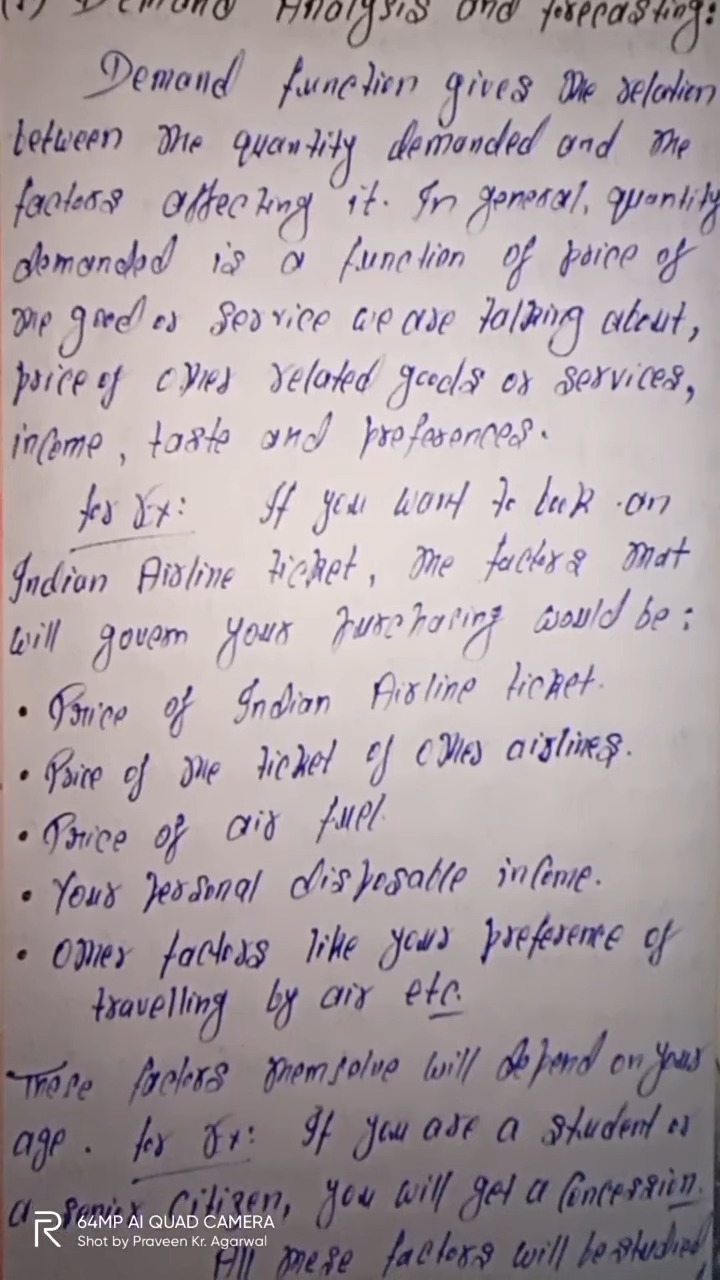 (1) Demand Analysis and forecasting:
Demand function gives the relation
between the quantity demanded and the
factors affecting it. In general, quantity
demanded is a function of price of
the good or service we are talking about,
price of other related goods or services,
income, taste and preferences.
for Ex: If you want to book an
Indian Airline ticket, the factors that
will govern your purchasing would be:
• Price of Indian Airline ticket.
• Price of the ticket of other airlines.
• Price of air fuel.
• Your personal disposable income.
• Other factors like your preference of
travelling by air etc.
These factors themselve will depend on your
age. for Ex: If you are a student or
a senior citizen, you will get a Concession.
All these factors will be studied
64MP AI QUAD CAMERA
Shot by Praveen Kr. Agarwal